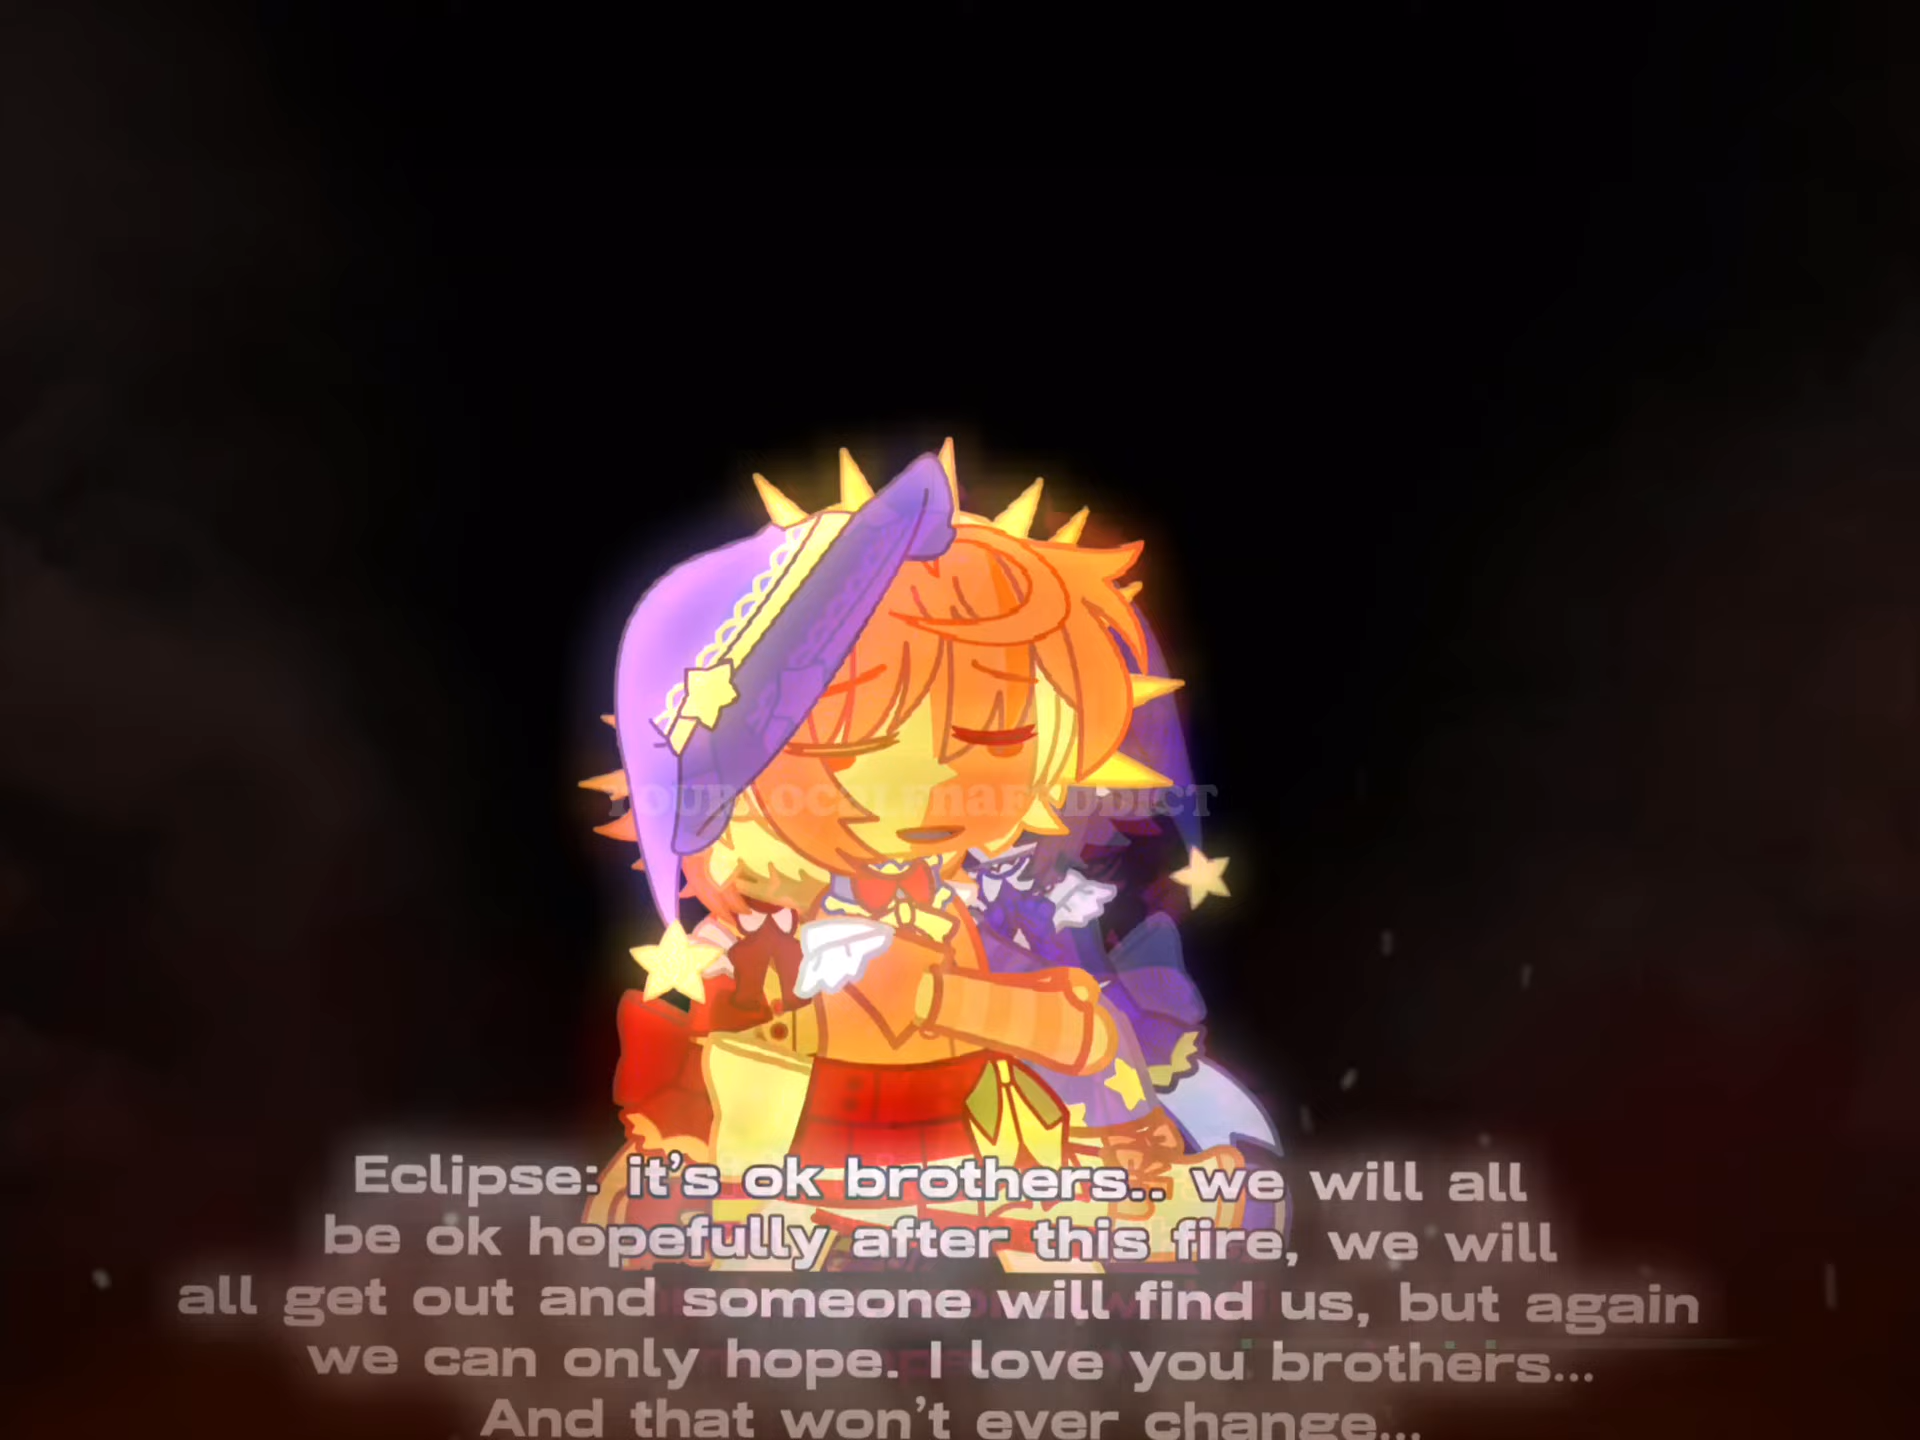 YOURLOCALFNAFADDICT
Eclipse: it's ok brothers.. we will all
be ok hopefully after this fire, we will
all get out and someone will find us, but again
we can only hope. I love you brothers...
And that won't ever change...